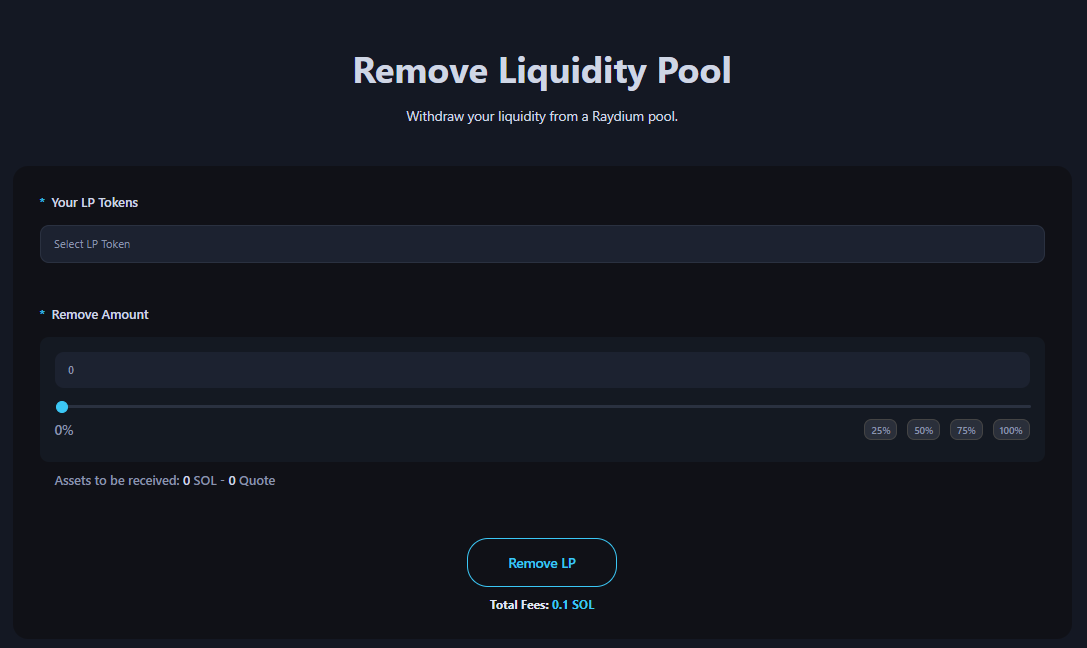 Remove Liquidity Pool
Withdraw your liquidity from a Raydium pool.
* Your LP Tokens
Select LP Token
* Remove Amount
0
0%
25% 50% 75% 100%
Assets to be received: 0 SOL - 0 Quote
Remove LP
Total Fees: 0.1 SOL